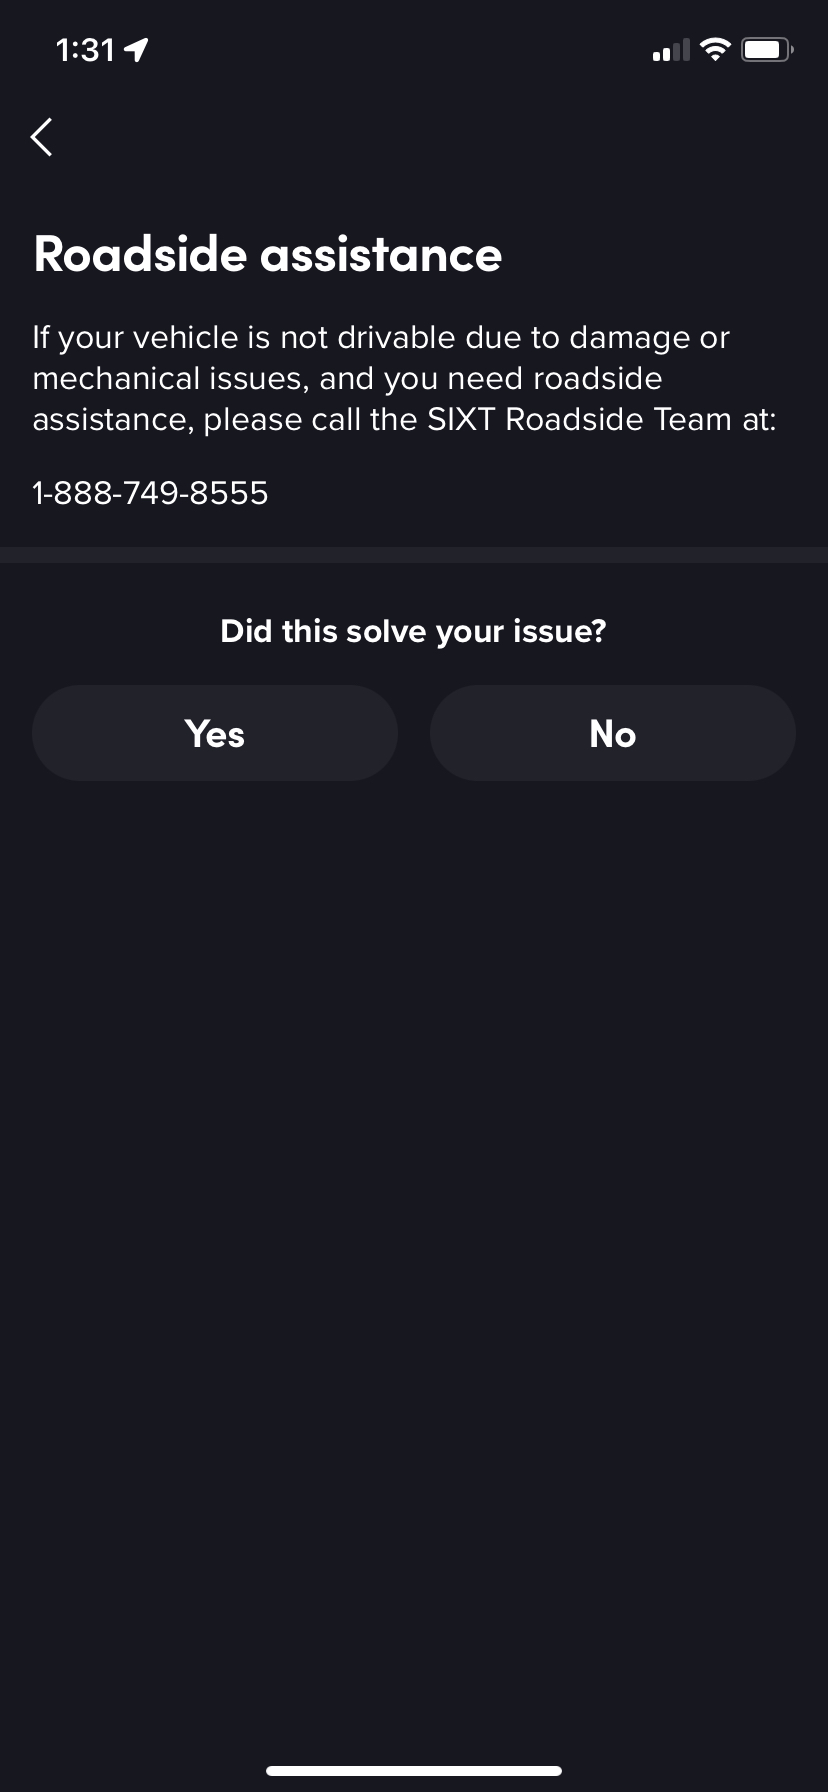 1:31
Roadside assistance
If your vehicle is not drivable due to damage or
mechanical issues, and you need roadside
assistance, please call the SIXT Roadside Team at:
1-888-749-8555
Did this solve your issue?
Yes
No